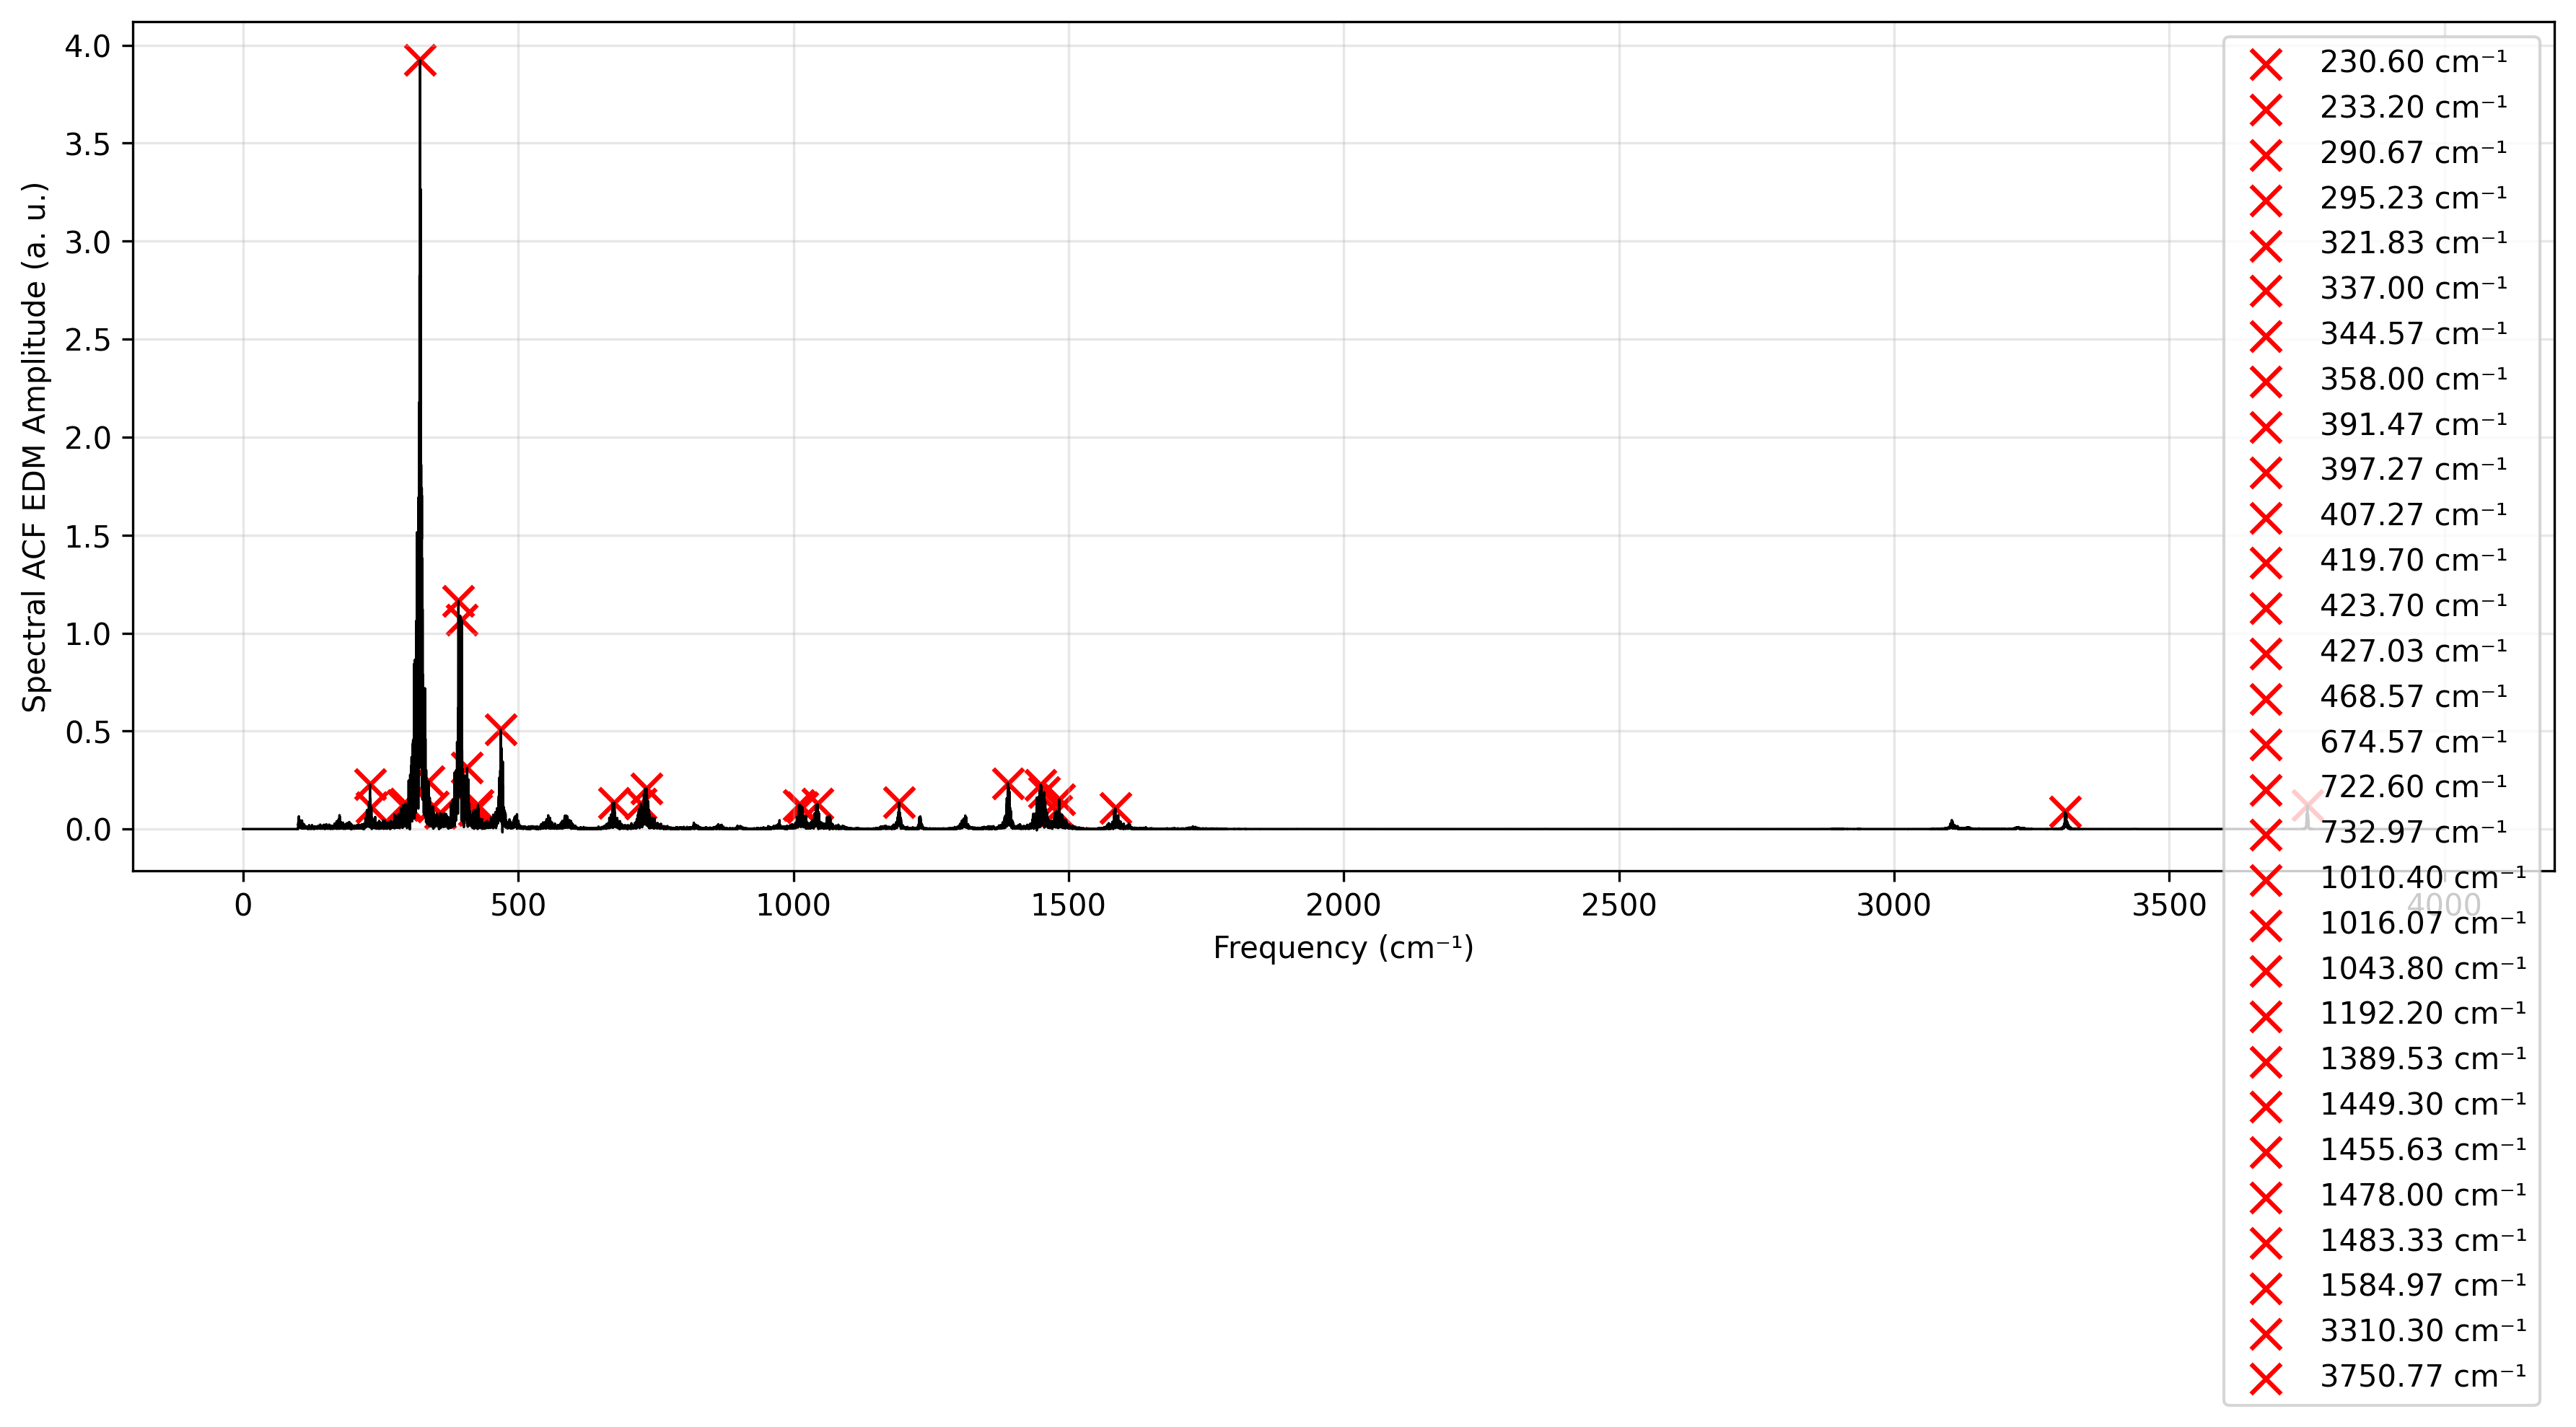 Spectral ACF EDM Amplitude (a. u.)
4.0
3.5
3.0
2.5
2.0
1.5
1.0
0.5
0.0
0 500 1000 1500 2000 2500 3000 3500 4000
Frequency (cm⁻¹)
230.60 cm⁻¹
233.20 cm⁻¹
290.67 cm⁻¹
295.23 cm⁻¹
321.83 cm⁻¹
337.00 cm⁻¹
344.57 cm⁻¹
358.00 cm⁻¹
391.47 cm⁻¹
397.27 cm⁻¹
407.27 cm⁻¹
419.70 cm⁻¹
423.70 cm⁻¹
427.03 cm⁻¹
468.57 cm⁻¹
674.57 cm⁻¹
722.60 cm⁻¹
732.97 cm⁻¹
1010.40 cm⁻¹
1016.07 cm⁻¹
1043.80 cm⁻¹
1192.20 cm⁻¹
1389.53 cm⁻¹
1449.30 cm⁻¹
1455.63 cm⁻¹
1478.00 cm⁻¹
1483.33 cm⁻¹
1584.97 cm⁻¹
3310.30 cm⁻¹
3750.77 cm⁻¹